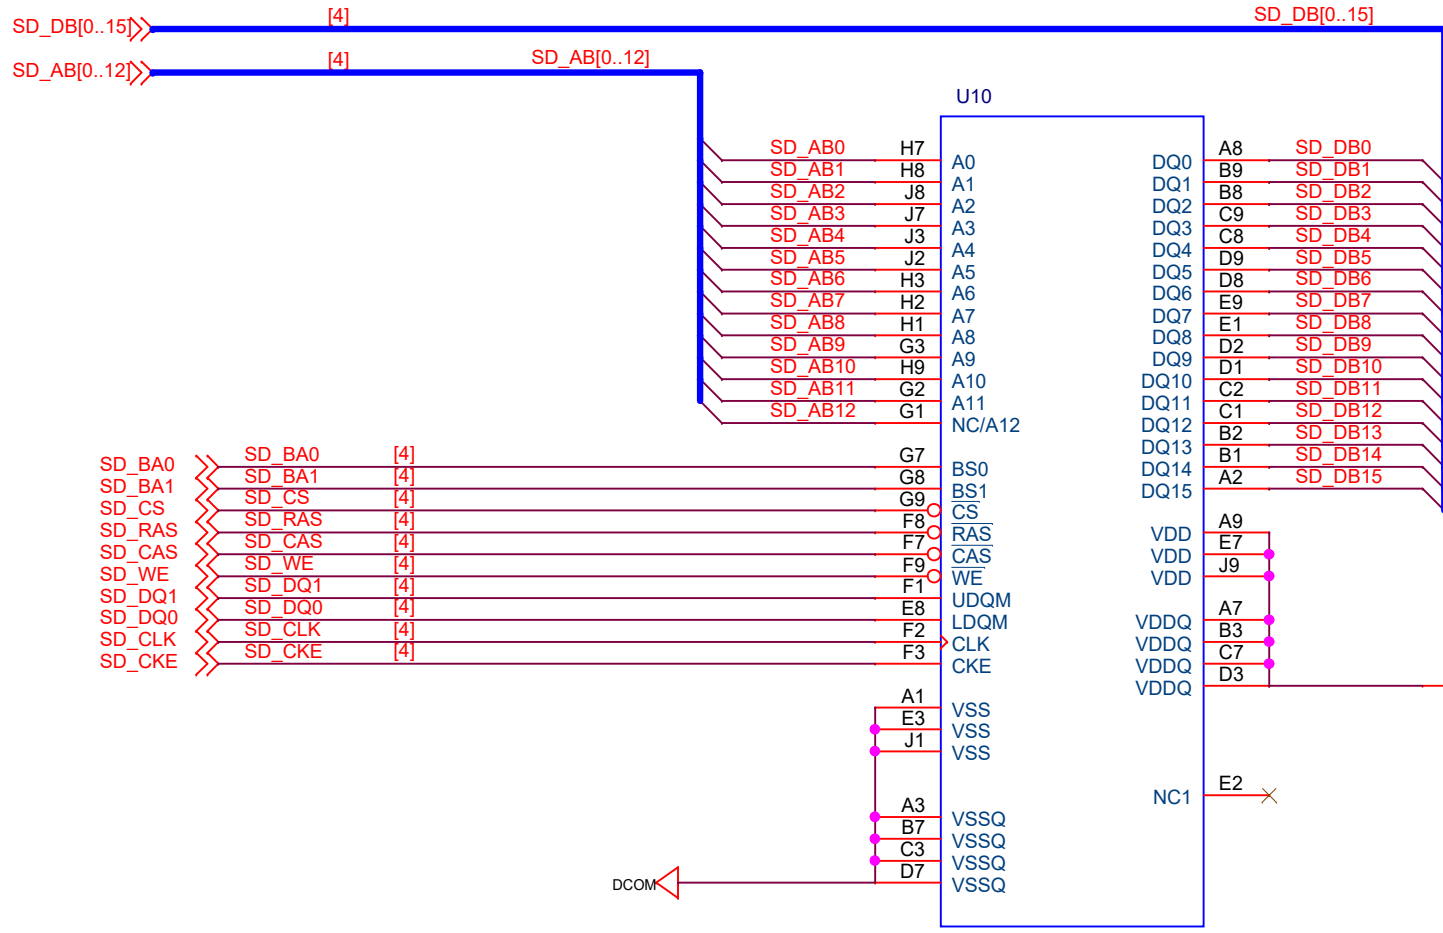 SD_DB[0..15] [4] SD_DB[0..15]
SD_AB[0..12] [4] SD_AB[0..12]
U10
SD_AB0 H7 A0 DQ0 A8 SD_DB0
SD_AB1 H8 A1 DQ1 B9 SD_DB1
SD_AB2 J8 A2 DQ2 B8 SD_DB2
SD_AB3 J7 A3 DQ3 C9 SD_DB3
SD_AB4 J3 A4 DQ4 C8 SD_DB4
SD_AB5 J2 A5 DQ5 D9 SD_DB5
SD_AB6 H3 A6 DQ6 D8 SD_DB6
SD_AB7 H2 A7 DQ7 E9 SD_DB7
SD_AB8 H1 A8 DQ8 E1 SD_DB8
SD_AB9 G3 A9 DQ9 D2 SD_DB9
SD_AB10 H9 A10 DQ10 D1 SD_DB10
SD_AB11 G2 A11 DQ11 C2 SD_DB11
SD_AB12 G1 NC/A12 DQ12 C1 SD_DB12
DQ13 B2 SD_DB13
SD_BA0 SD_BA0 [4] G7 BS0 DQ14 B1 SD_DB14
SD_BA1 SD_BA1 [4] G8 BS1 DQ15 A2 SD_DB15
SD_CS SD_CS [4] G9 CS
SD_RAS SD_RAS [4] F8 RAS VDD A9
SD_CAS SD_CAS [4] F7 CAS VDD E7
SD_WE SD_WE [4] F9 WE VDD J9
SD_DQ1 SD_DQ1 [4] F1 UDQM
SD_DQ0 SD_DQ0 [4] E8 LDQM VDDQ A7
SD_CLK SD_CLK [4] F2 CLK VDDQ B3
SD_CKE SD_CKE [4] F3 CKE VDDQ C7
VDDQ D3
A1 VSS
E3 VSS
J1 VSS
NC1 E2
A3 VSSQ
B7 VSSQ
C3 VSSQ
DCOM D7 VSSQ